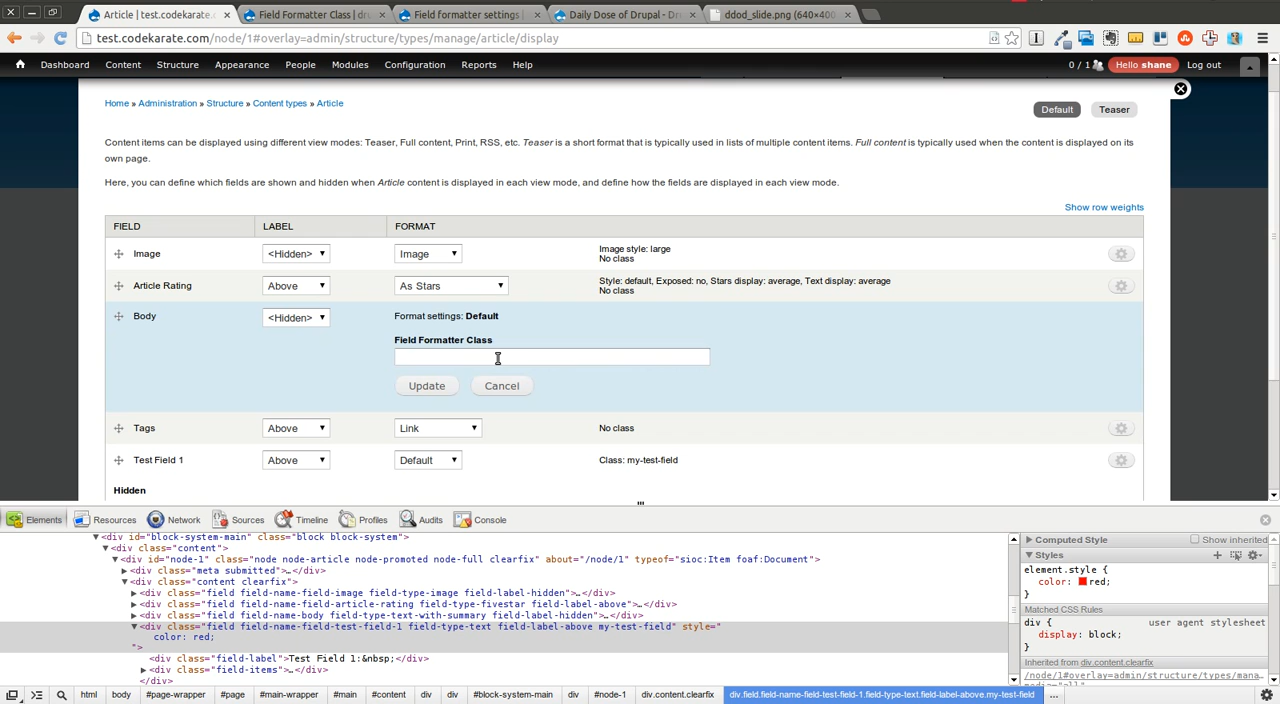 Article | test.codekarate. Field Formatter Class | dru Field formatter settings | Daily Dose of Drupal - Dr ddod_slide.png (640×400
test.codekarate.com/node/1#overlay=admin/structure/types/manage/article/display
Dashboard Content Structure Appearance People Modules Configuration Reports Help 0 / 1 Hello shane Log out
Home » Administration » Structure » Content types » Article
Default Teaser
Content items can be displayed using different view modes: Teaser, Full content, Print, RSS, etc. Teaser is a short format that is typically used in lists of multiple content items. Full content is typically used when the content is displayed on its
own page.
Here, you can define which fields are shown and hidden when Article content is displayed in each view mode, and define how the fields are displayed in each view mode.
Show row weights
FIELD LABEL FORMAT
Image <Hidden> Image Image style: large
No class
Article Rating Above As Stars Style: default, Exposed: no, Stars display: average, Text display: average
No class
Body <Hidden> Format settings: Default
Field Formatter Class
Update Cancel
Tags Above Link No class
Test Field 1 Above Default Class: my-test-field
Hidden
Elements Resources Network Sources Timeline Profiles Audits Console
▼<div id="block-system-main" class="block block-system">
▼<div class="content">
▼<div id="node-1" class="node node-article node-promoted node-full clearfix" about="/node/1" typeof="sioc:Item foaf:Document">
▶<div class="meta submitted">…</div>
▼<div class="content clearfix">
▶<div class="field field-name-field-image field-type-image field-label-hidden">…</div>
▶<div class="field field-name-field-article-rating field-type-fivestar field-label-above">…</div>
▶<div class="field field-name-body field-type-text-with-summary field-label-hidden">…</div>
▼<div class="field field-name-field-test-field-1 field-type-text field-label-above my-test-field" style="
color: red;
">
<div class="field-label">Test Field 1:&nbsp;</div>
▶<div class="field-items">…</div>
</div>
▶ Computed Style Show inherited
▼ Styles
element.style {
color: red;
}
Matched CSS Rules
div { user agent stylesheet
display: block;
}
Inherited from div.content.clearfix
/node/1#overlay=admin/structure/types/mana…
html body #page-wrapper #page #main-wrapper #main #content div div #block-system-main div #node-1 div.content.clearfix div.field.field-name-field-test-field-1.field-type-text.field-label-above.my-test-field ...